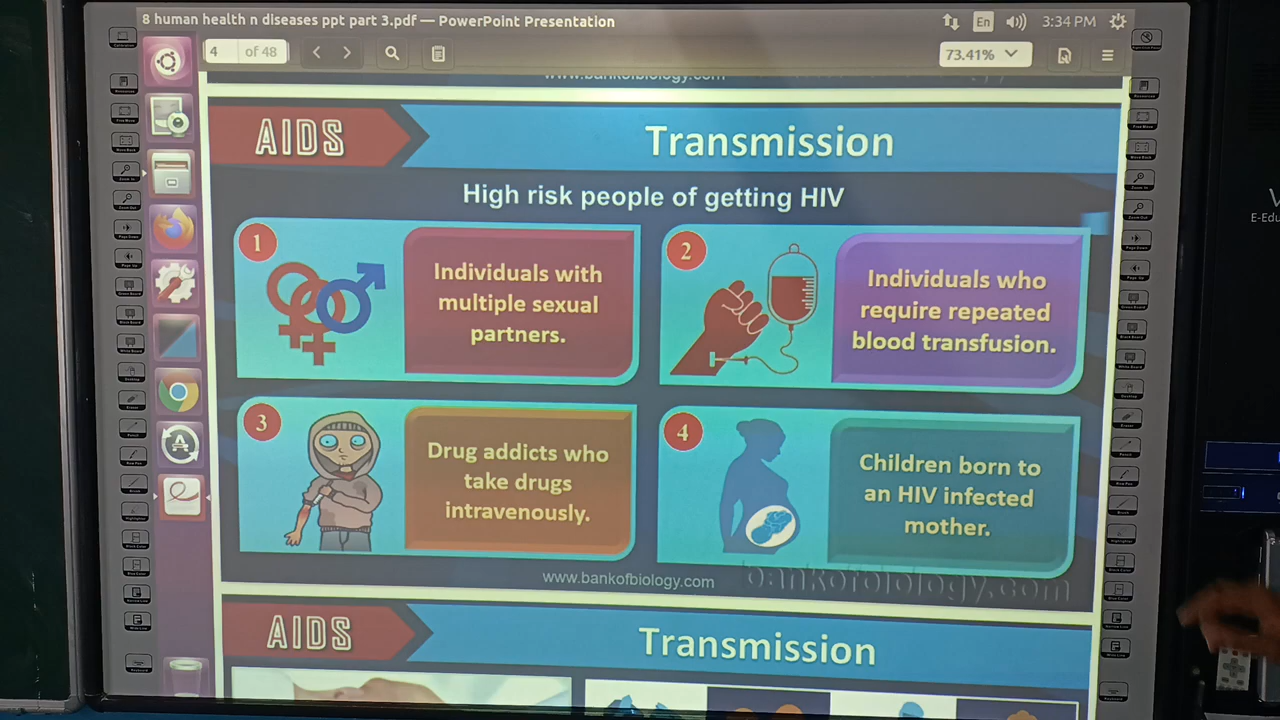 8 human health n diseases ppt part 3.pdf — PowerPoint Presentation
En
3:34 PM
4 of 48
73.41%
www.bankofbiology.com
AIDS
Transmission
High risk people of getting HIV
1
Individuals with
multiple sexual
partners.
2
Individuals who
require repeated
blood transfusion.
3
Drug addicts who
take drugs
intravenously.
4
Children born to
an HIV infected
mother.
www.bankofbiology.com
bankofbiology.com
AIDS
Transmission